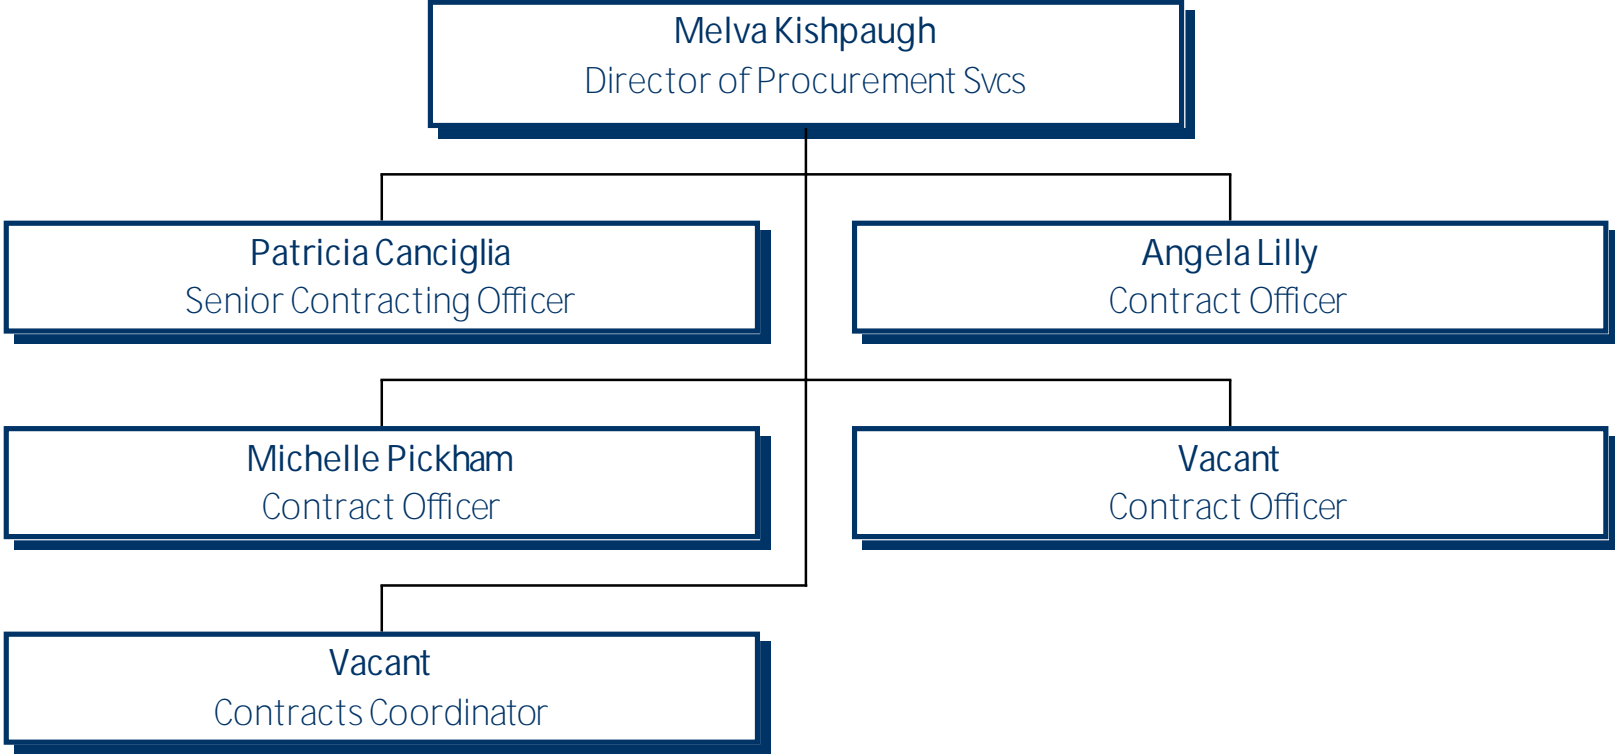 Melva Kishpaugh
Director of Procurement Svcs
Patricia Canciglia
Senior Contracting Officer
Angela Lilly
Contract Officer
Michelle Pickham
Contract Officer
Vacant
Contract Officer
Vacant
Contracts Coordinator